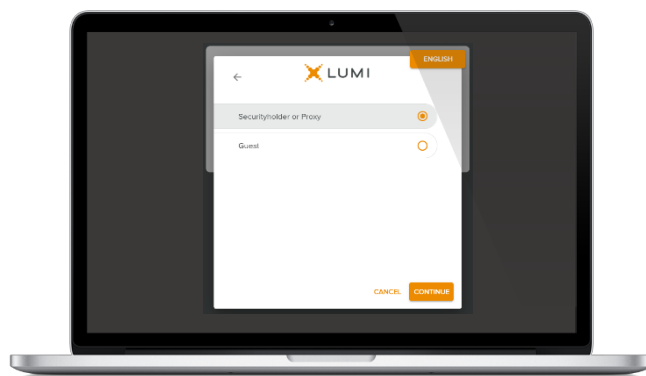 ENGLISH
LUMI
Securityholder or Proxy
Guest
CANCEL
CONTINUE